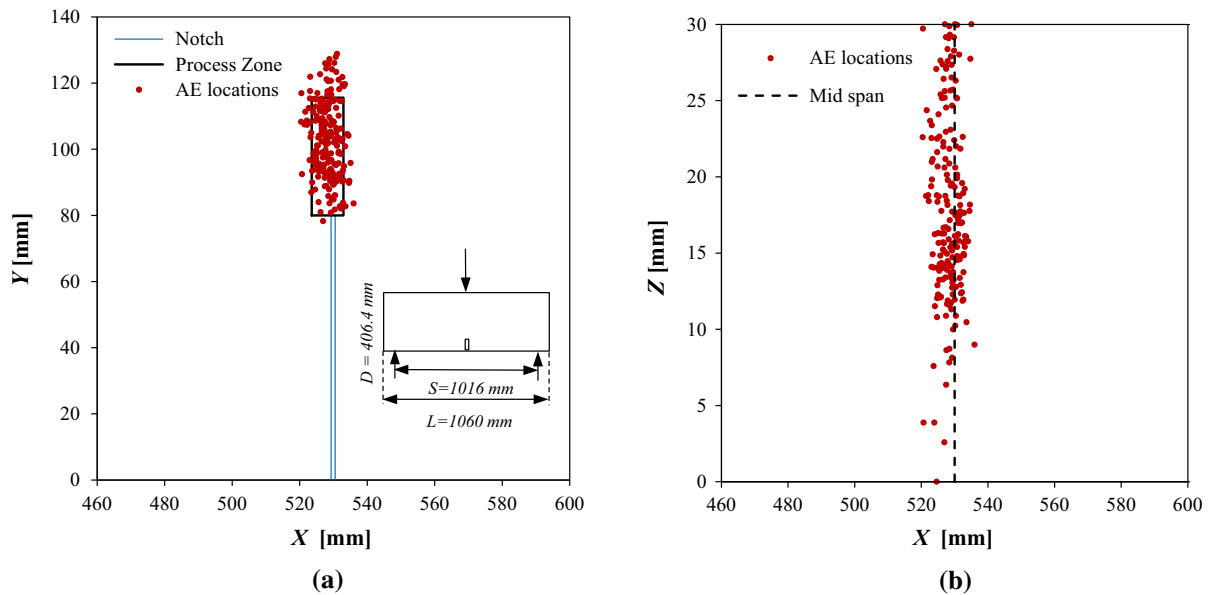 140
120
100
80
60
40
20
0
Y [mm]
Notch
Process Zone
AE locations
D = 406.4 mm
S=1016 mm
L=1060 mm
460 480 500 520 540 560 580 600
X [mm]
(a)
30
25
20
15
10
5
0
Z [mm]
AE locations
Mid span
460 480 500 520 540 560 580 600
X [mm]
(b)